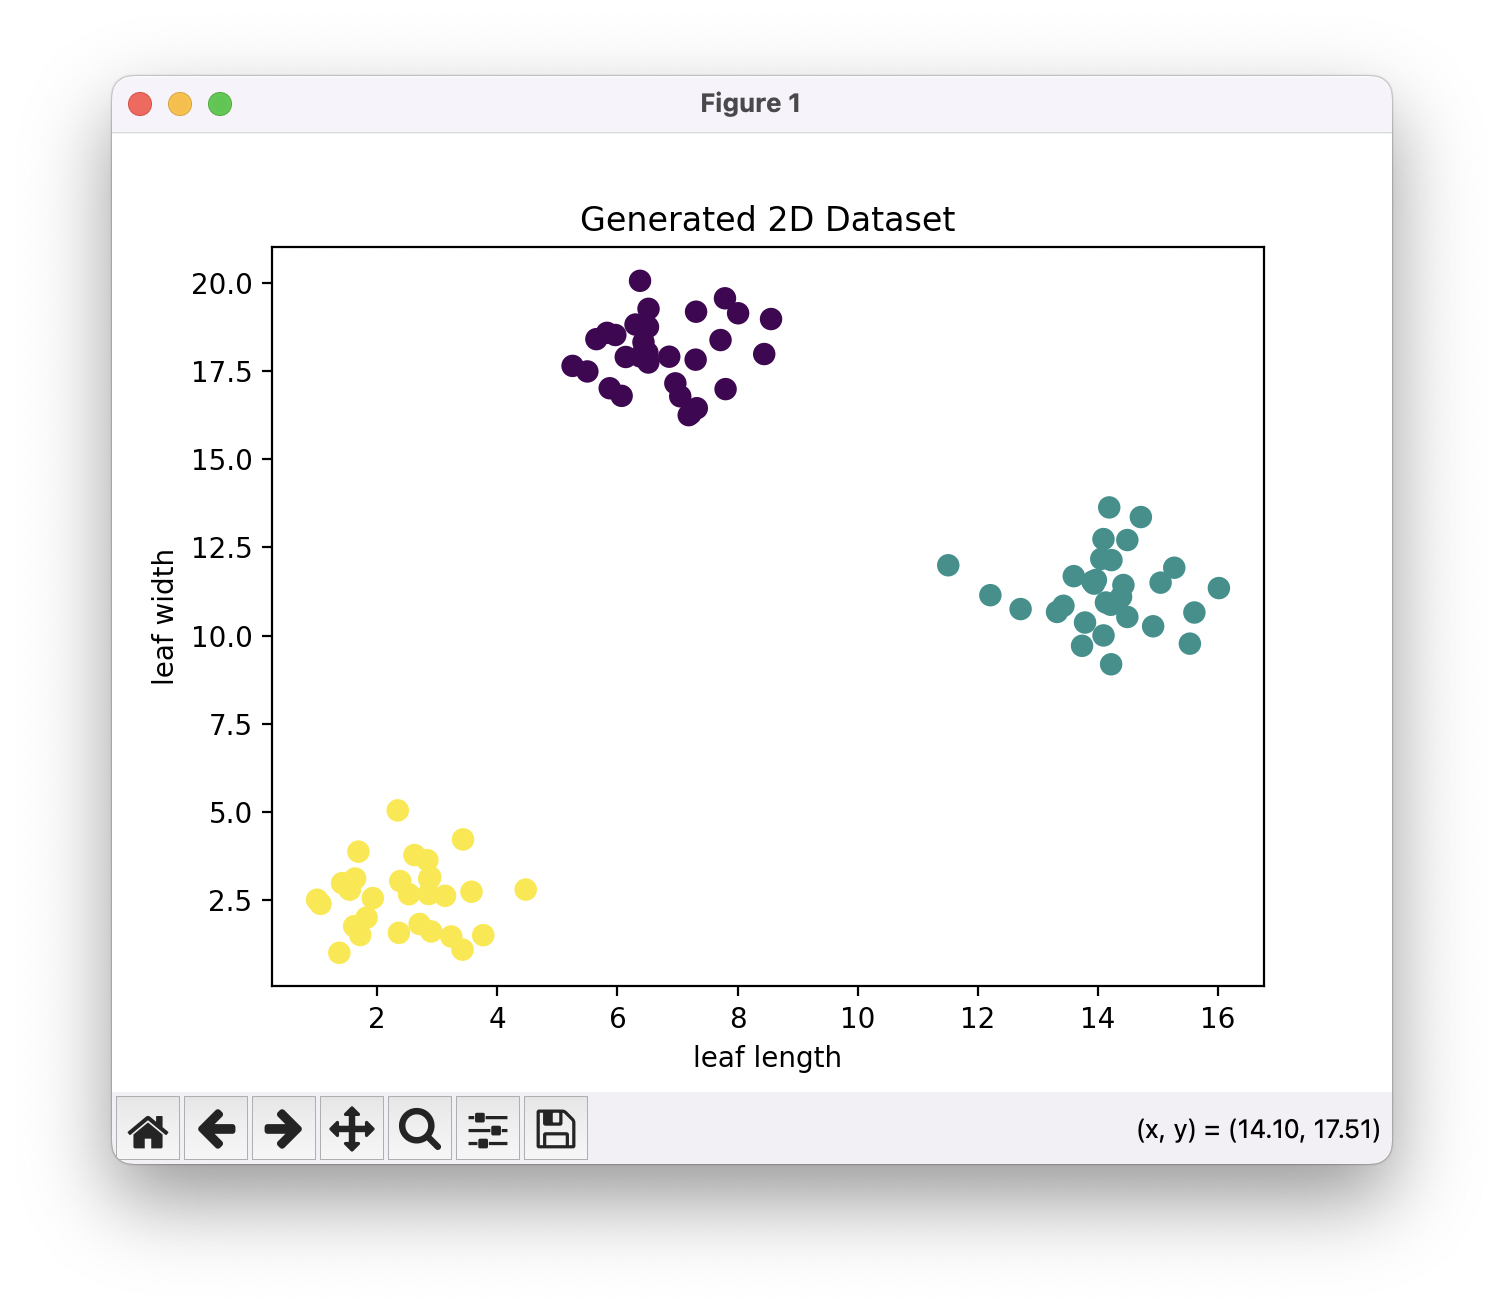 Figure 1
Generated 2D Dataset
20.0
17.5
15.0
12.5
10.0
7.5
5.0
2.5
leaf width
2 4 6 8 10 12 14 16
leaf length
(x, y) = (14.10, 17.51)